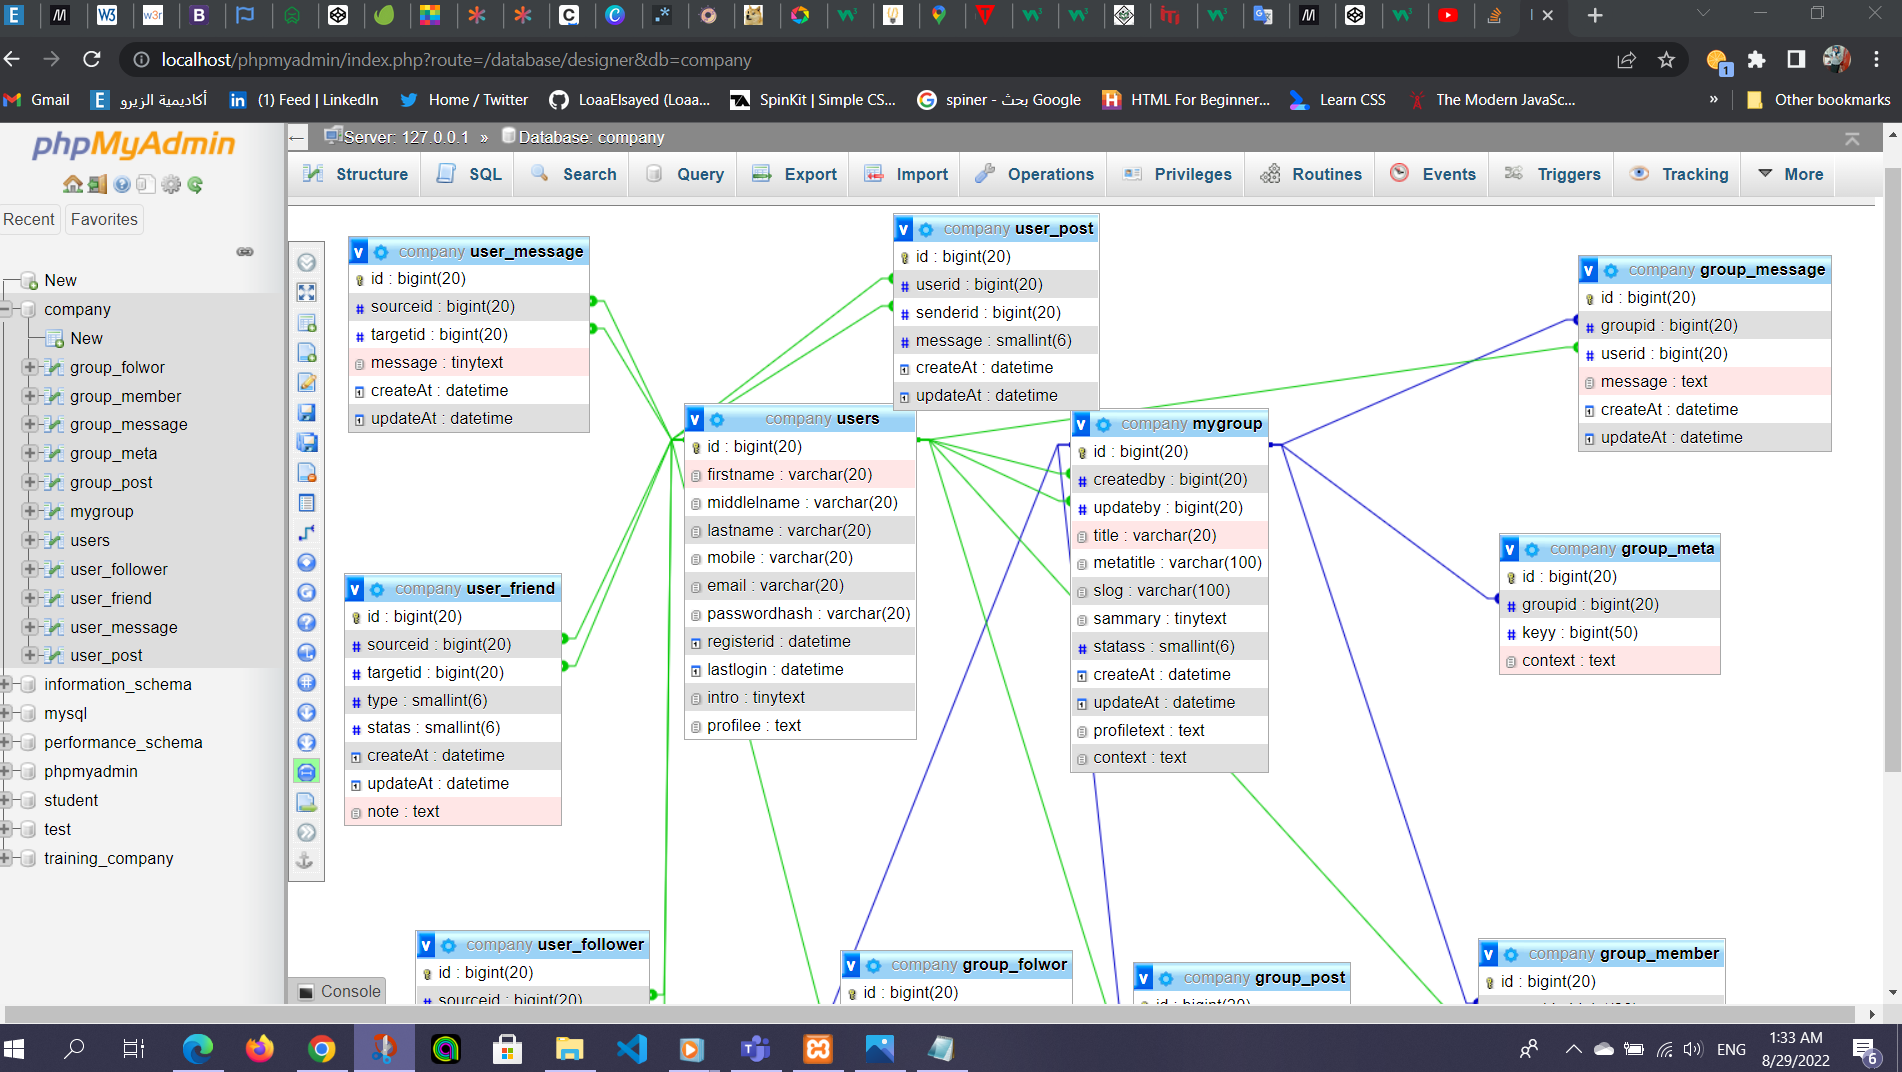 localhost/phpmyadmin/index.php?route=/database/designer&db=company
1
Gmail
أكاديمية الزيرو
(1) Feed | LinkedIn
Home / Twitter
LoaaElsayed (Loaa...
SpinKit | Simple CS...
spiner - بحث Google
HTML For Beginner...
Learn CSS
The Modern JavaSc...
»
Other bookmarks
phpMyAdmin
Recent
Favorites
New
company
New
group_folwor
group_member
group_message
group_meta
group_post
mygroup
users
user_follower
user_friend
user_message
user_post
information_schema
mysql
performance_schema
phpmyadmin
student
test
training_company
Server: 127.0.0.1 » Database: company
Structure
SQL
Search
Query
Export
Import
Operations
Privileges
Routines
Events
Triggers
Tracking
More
company user_message
id : bigint(20)
sourceid : bigint(20)
targetid : bigint(20)
message : tinytext
createAt : datetime
updateAt : datetime
company user_post
id : bigint(20)
userid : bigint(20)
senderid : bigint(20)
message : smallint(6)
createAt : datetime
updateAt : datetime
company group_message
id : bigint(20)
groupid : bigint(20)
userid : bigint(20)
message : text
createAt : datetime
updateAt : datetime
company users
id : bigint(20)
firstname : varchar(20)
middlelname : varchar(20)
lastname : varchar(20)
mobile : varchar(20)
email : varchar(20)
passwordhash : varchar(20)
registerid : datetime
lastlogin : datetime
intro : tinytext
profilee : text
company mygroup
id : bigint(20)
createdby : bigint(20)
updateby : bigint(20)
title : varchar(20)
metatitle : varchar(100)
slog : varchar(100)
sammary : tinytext
statass : smallint(6)
createAt : datetime
updateAt : datetime
profiletext : text
context : text
company group_meta
id : bigint(20)
groupid : bigint(20)
keyy : bigint(50)
context : text
company user_friend
id : bigint(20)
sourceid : bigint(20)
targetid : bigint(20)
type : smallint(6)
statas : smallint(6)
createAt : datetime
updateAt : datetime
note : text
company user_follower
id : bigint(20)
sourceid : bigint(20)
company group_folwor
id : bigint(20)
company group_post
id : bigint(20)
company group_member
id : bigint(20)
Console
ENG
1:33 AM
8/29/2022
6